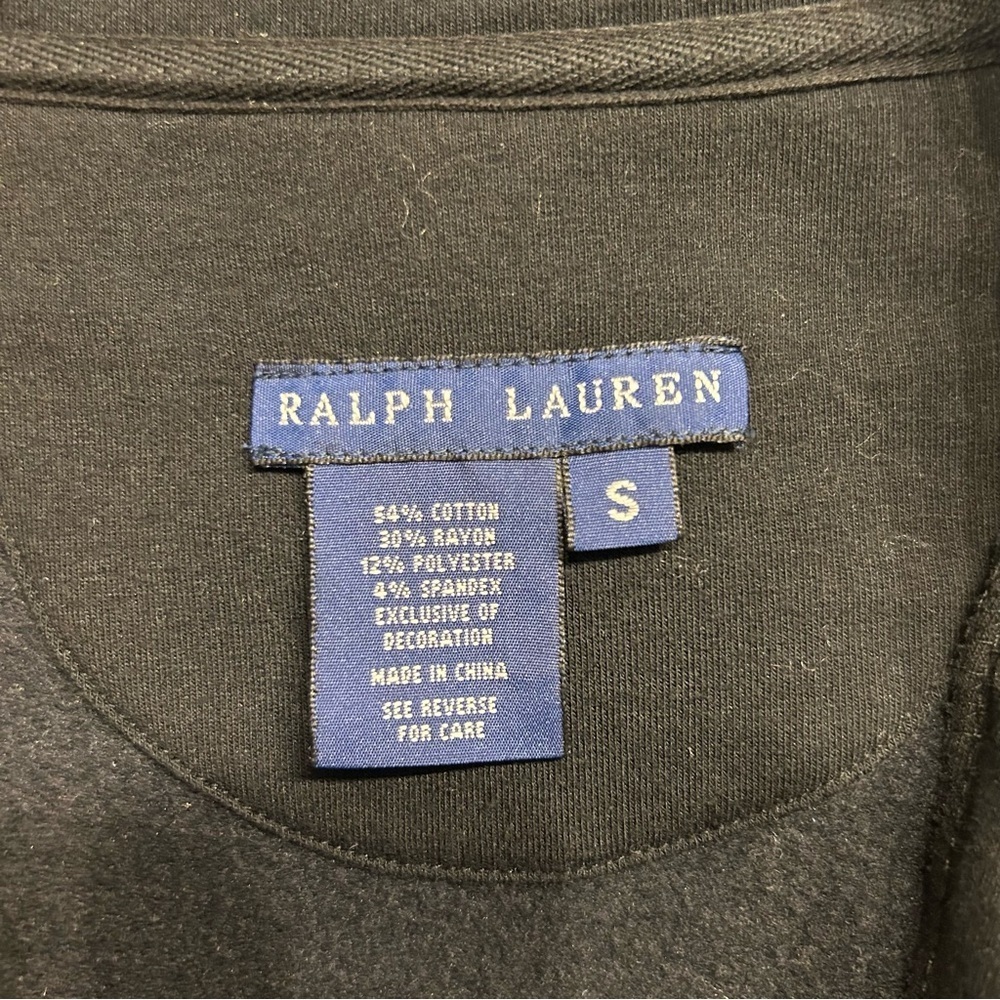 RALPH LAUREN
S
54% COTTON
30% RAYON
12% POLYESTER
4% SPANDEX
EXCLUSIVE OF
DECORATION
MADE IN CHINA
SEE REVERSE
FOR CARE